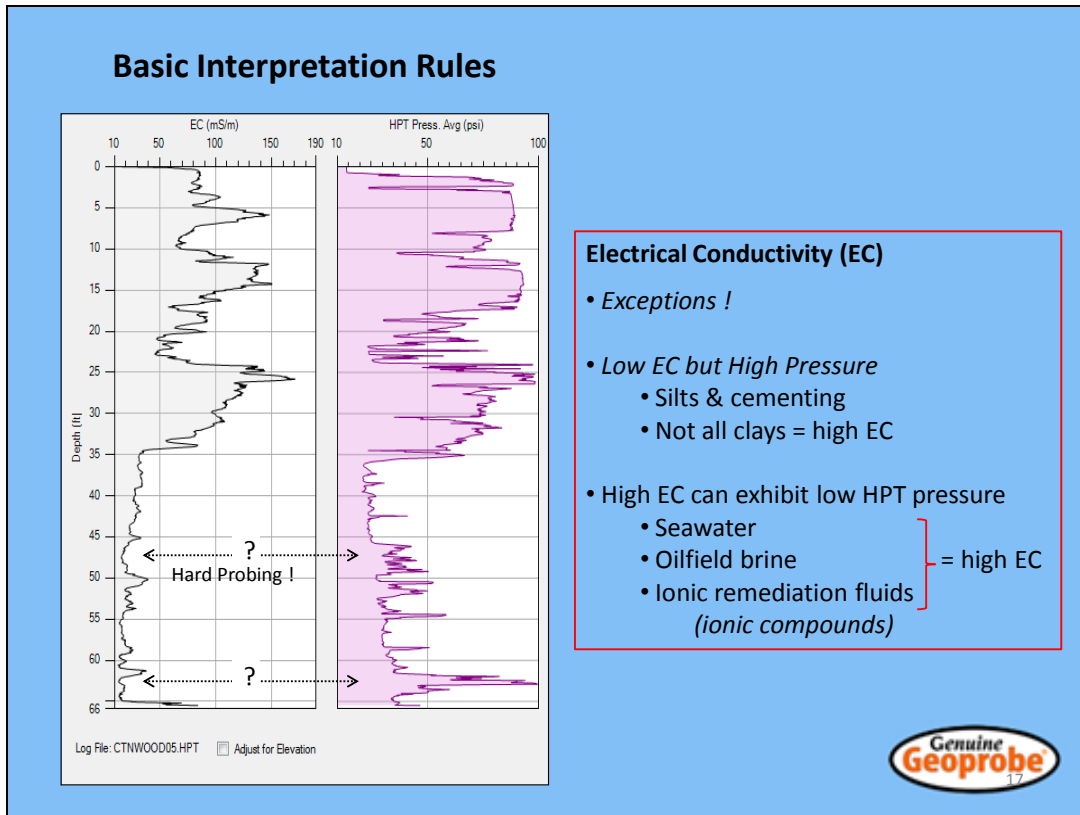 Basic Interpretation Rules
EC (mS/m)
10 50 100 150 190
HPT Press. Avg (psi)
10 50 100
Depth (ft)
0
5
10
15
20
25
30
35
40
45
50
55
60
66
?
Hard Probing !
?
Log File: CTNWOOD05.HPT
Adjust for Elevation
Electrical Conductivity (EC)
• Exceptions !
• Low EC but High Pressure
• Silts & cementing
• Not all clays = high EC
• High EC can exhibit low HPT pressure
• Seawater
• Oilfield brine
= high EC
• Ionic remediation fluids
(ionic compounds)
Genuine
Geoprobe®
17